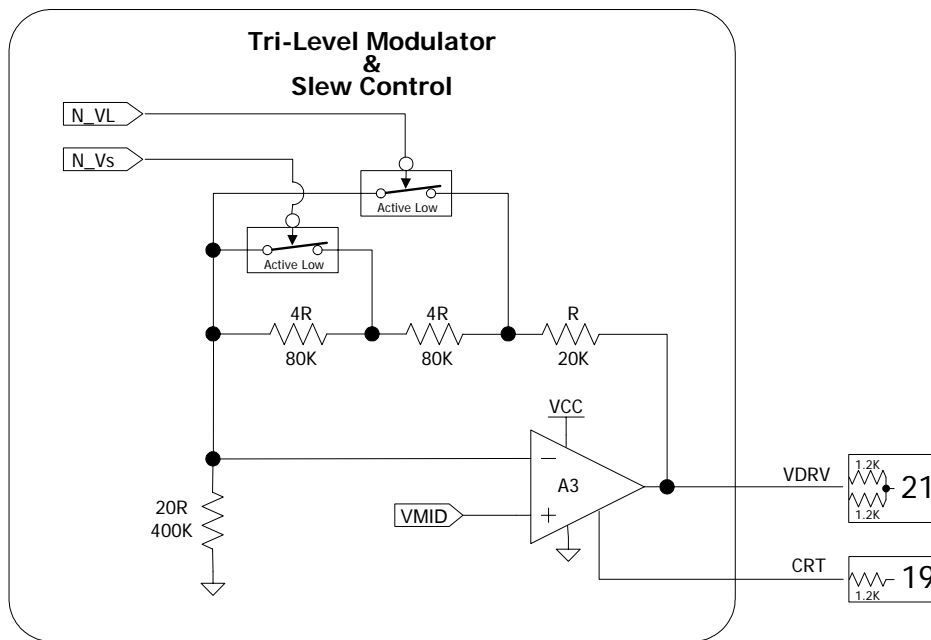 Tri-Level Modulator
&
Slew Control
N_VL
N_Vs
Active Low
Active Low
4R
4R
R
80K
80K
20K
VCC
A3
−
+
VMID
20R
400K
VDRV
1.2K
21
1.2K
CRT
19
1.2K